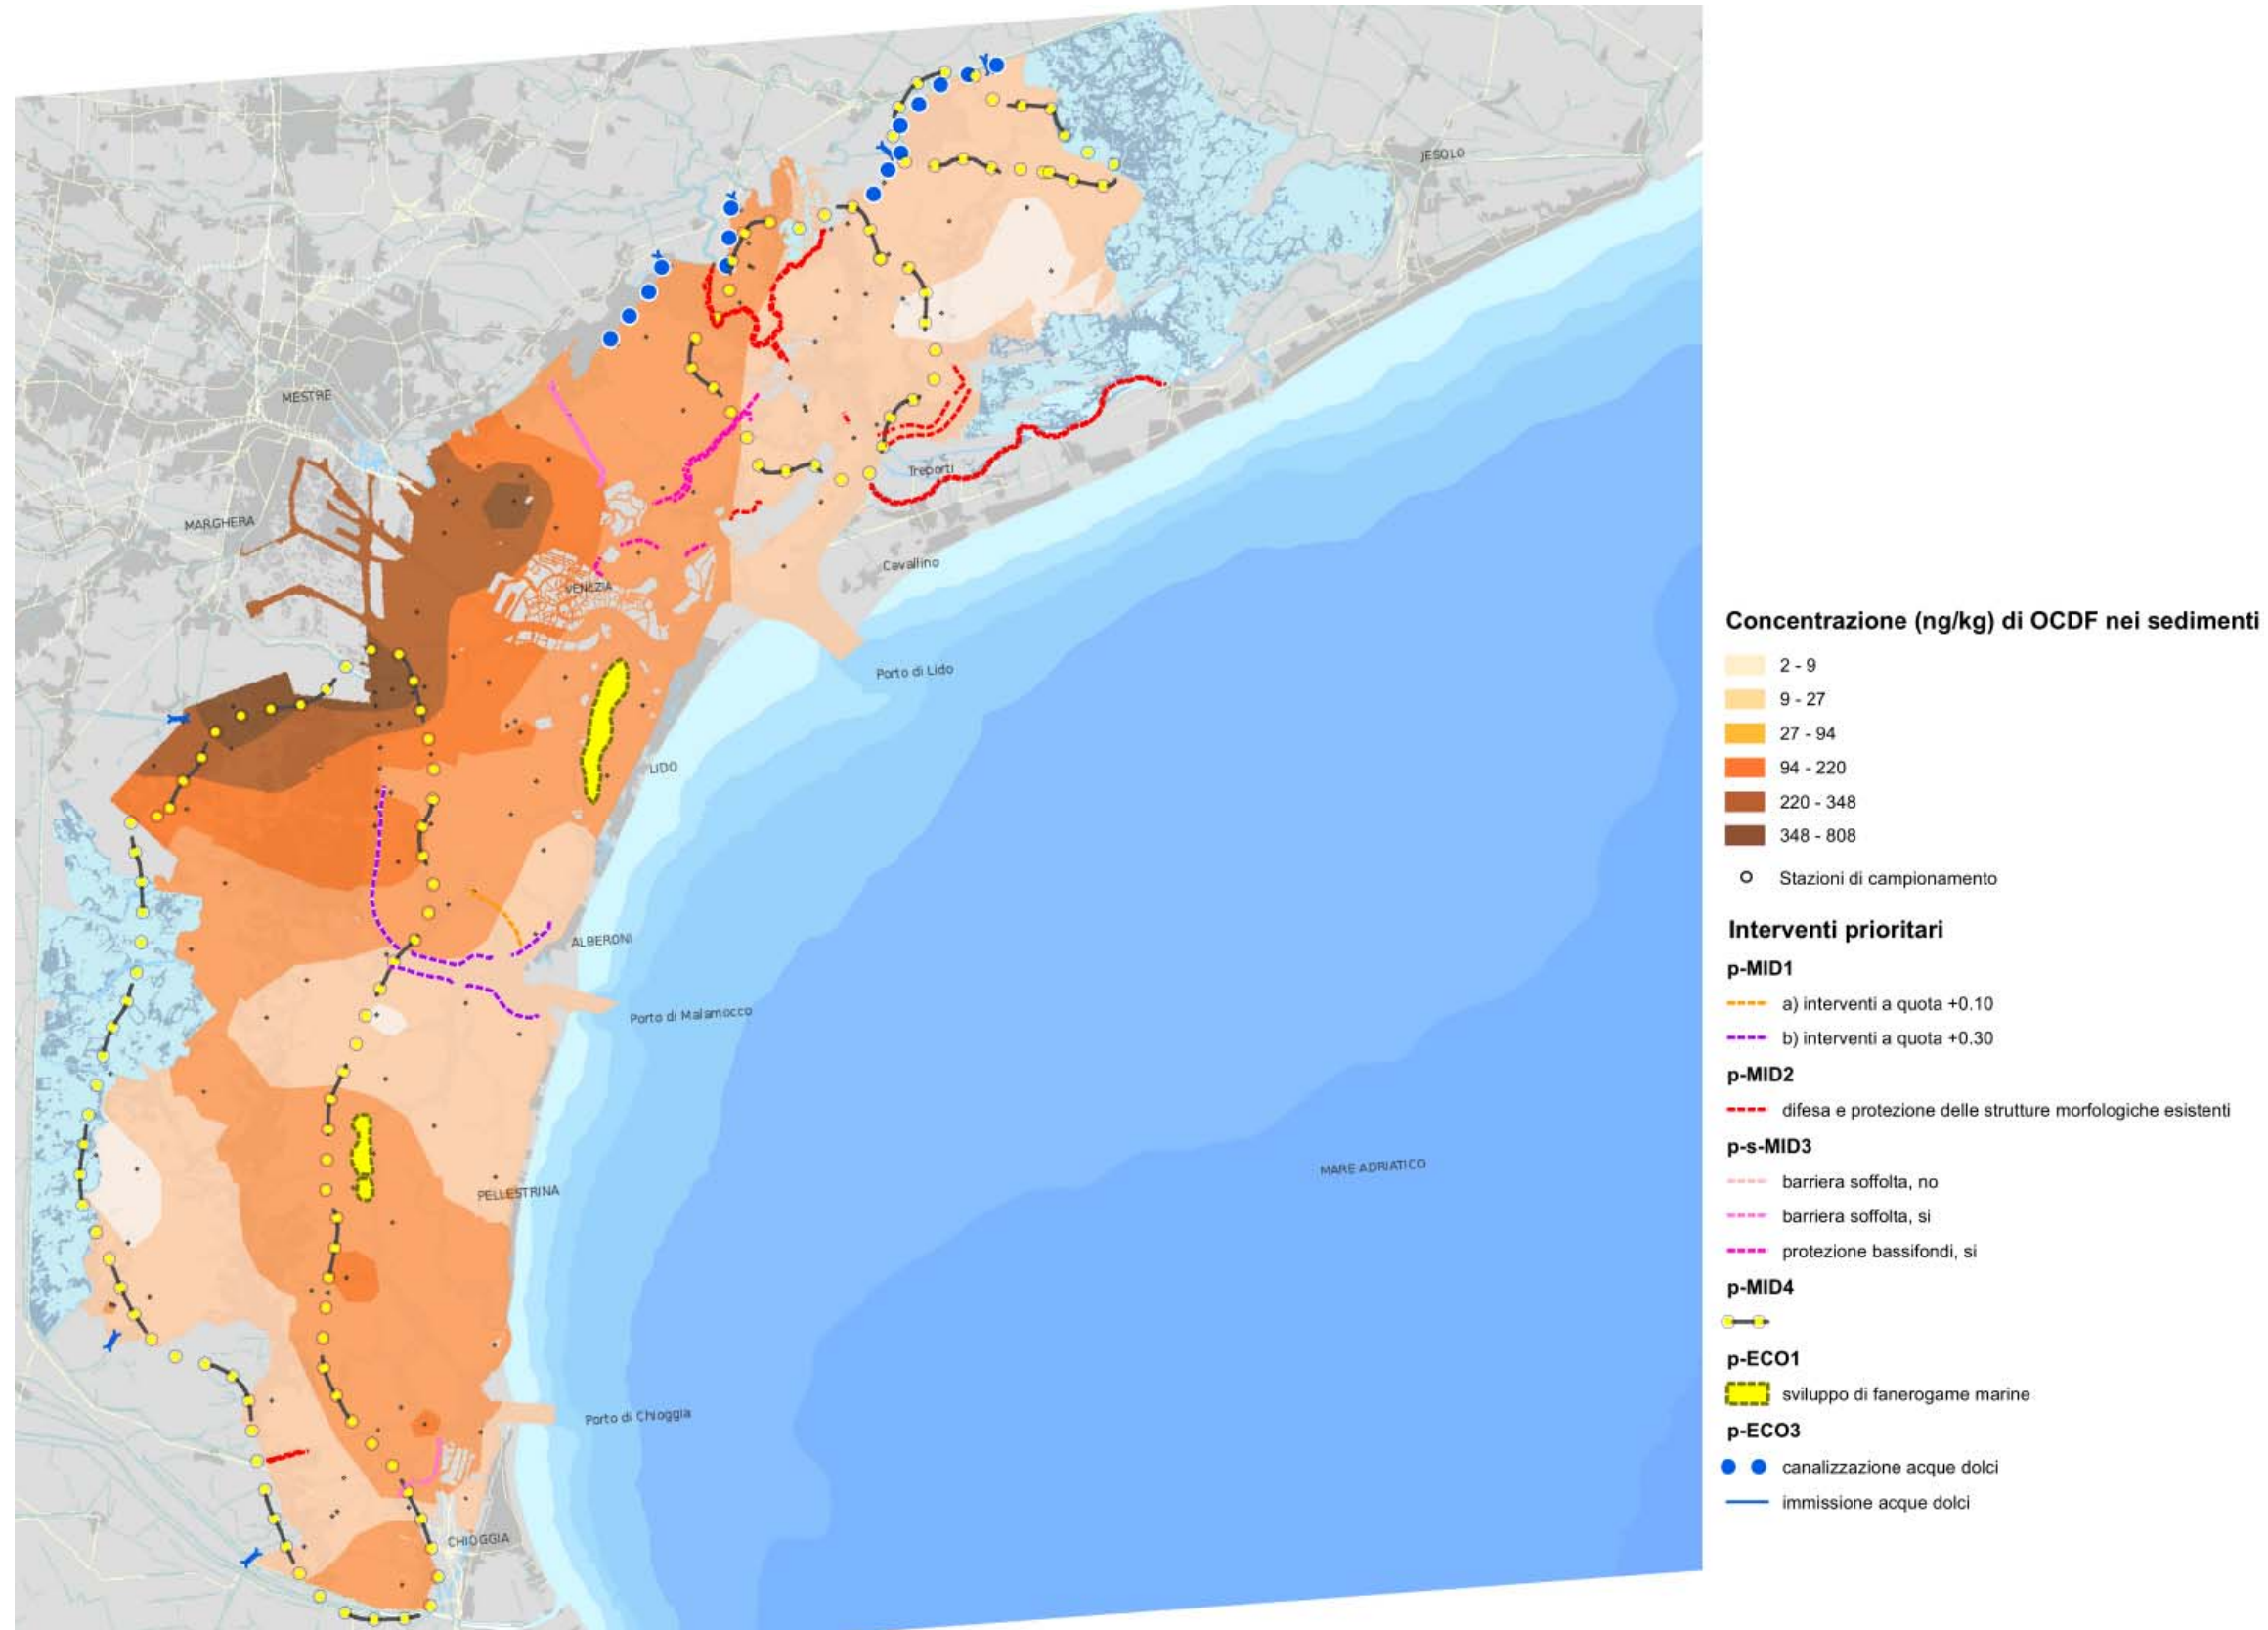 JESOLO
MESTRE
Treporti
MARGHERA
Cavallino
VENEZIA
Porto di Lido
LIDO
ALBERONI
Porto di Malamocco
MARE ADRIATICO
PELLESTRINA
Porto di Chioggia
CHIOGGIA
Concentrazione (ng/kg) di OCDF nei sedimenti
2 - 9
9 - 27
27 - 94
94 - 220
220 - 348
348 - 808
Stazioni di campionamento
Interventi prioritari
p-MID1
a) interventi a quota +0.10
b) interventi a quota +0.30
p-MID2
difesa e protezione delle strutture morfologiche esistenti
p-s-MID3
barriera soffolta, no
barriera soffolta, si
protezione bassifondi, si
p-MID4
p-ECO1
sviluppo di fanerogame marine
p-ECO3
canalizzazione acque dolci
immissione acque dolci